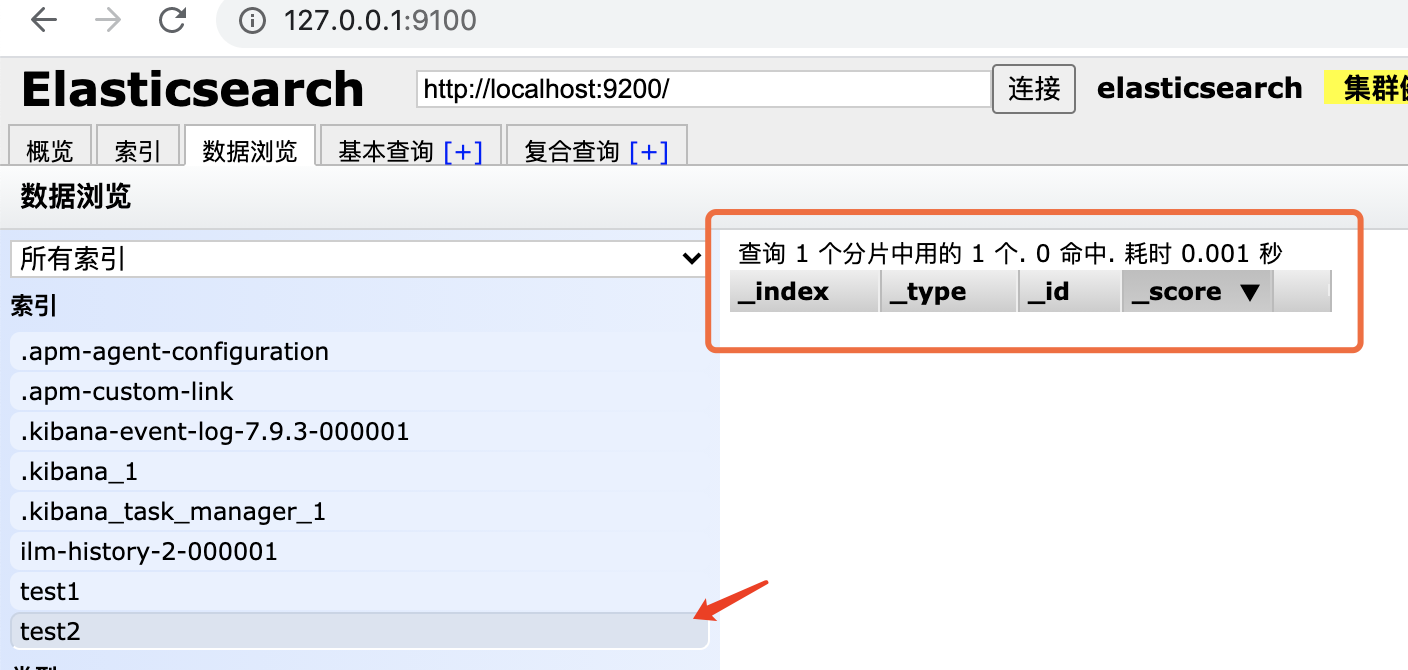 127.0.0.1:9100
Elasticsearch http://localhost:9200/ 连接 elasticsearch 集群
概览 索引 数据浏览 基本查询 [+] 复合查询 [+]
数据浏览
所有索引
索引
.apm-agent-configuration
.apm-custom-link
.kibana-event-log-7.9.3-000001
.kibana_1
.kibana_task_manager_1
ilm-history-2-000001
test1
test2
查询 1 个分片中用的 1 个. 0 命中. 耗时 0.001 秒
_index _type _id _score ▼